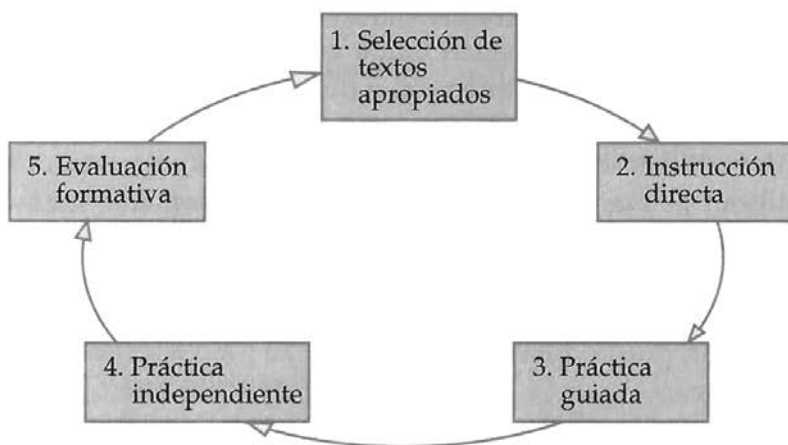 1. Selección de
textos
apropiados
2. Instrucción
directa
3. Práctica
guiada
4. Práctica
independiente
5. Evaluación
formativa